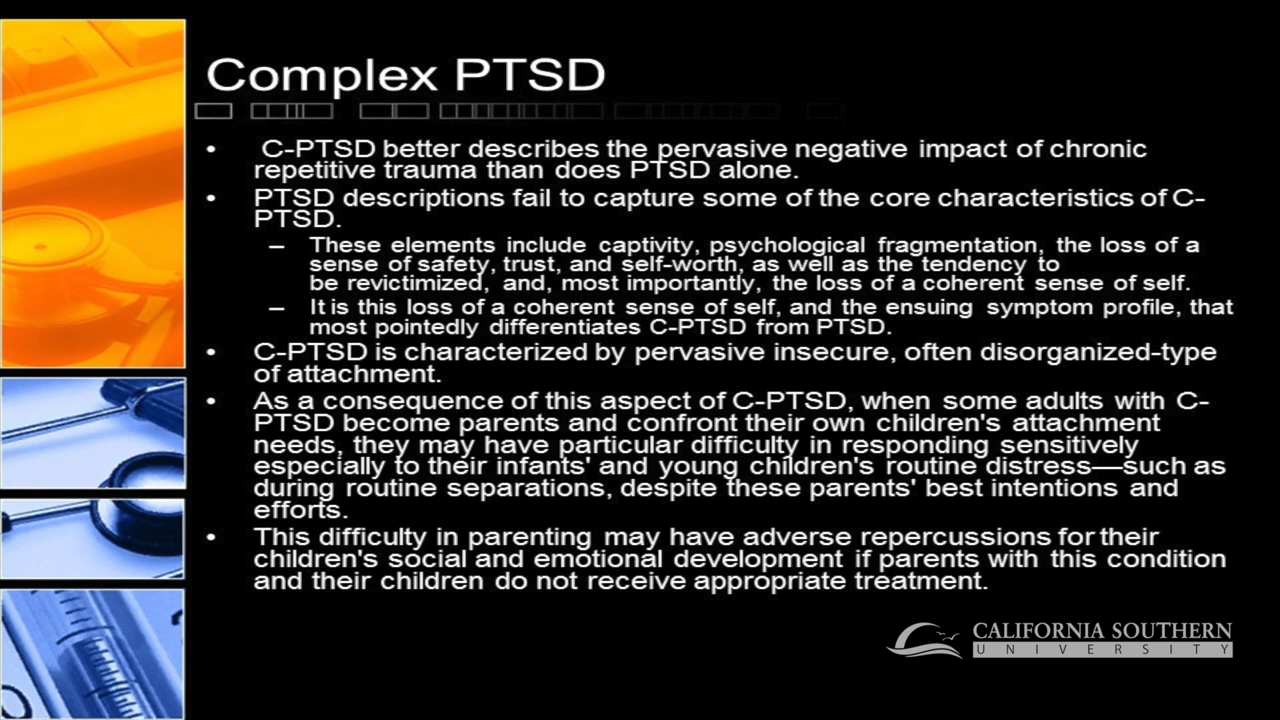 Complex PTSD
• C-PTSD better describes the pervasive negative impact of chronic
repetitive trauma than does PTSD alone.
• PTSD descriptions fail to capture some of the core characteristics of C-
PTSD.
– These elements include captivity, psychological fragmentation, the loss of a
sense of safety, trust, and self-worth, as well as the tendency to
be revictimized, and, most importantly, the loss of a coherent sense of self.
– It is this loss of a coherent sense of self, and the ensuing symptom profile, that
most pointedly differentiates C-PTSD from PTSD.
• C-PTSD is characterized by pervasive insecure, often disorganized-type
of attachment.
• As a consequence of this aspect of C-PTSD, when some adults with C-
PTSD become parents and confront their own children's attachment
needs, they may have particular difficulty in responding sensitively
especially to their infants' and young children's routine distress—such as
during routine separations, despite these parents' best intentions and
efforts.
• This difficulty in parenting may have adverse repercussions for their
children's social and emotional development if parents with this condition
and their children do not receive appropriate treatment.
CALIFORNIA SOUTHERN
UNIVERSITY